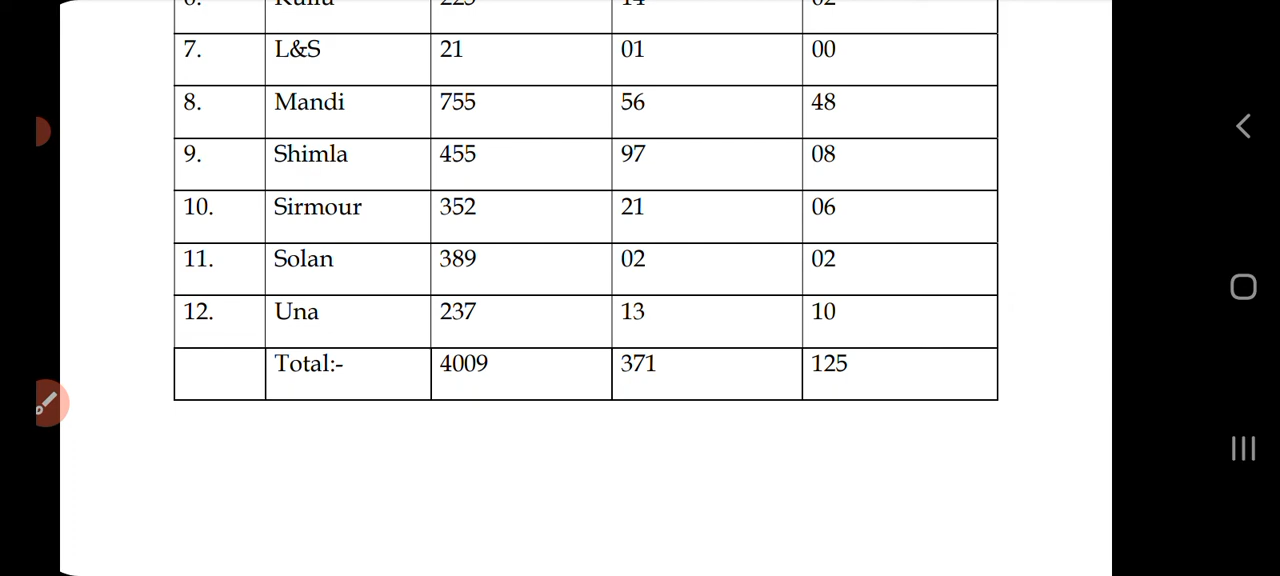 7. L&S 21 01 00
8. Mandi 755 56 48
9. Shimla 455 97 08
10. Sirmour 352 21 06
11. Solan 389 02 02
12. Una 237 13 10
Total:- 4009 371 125